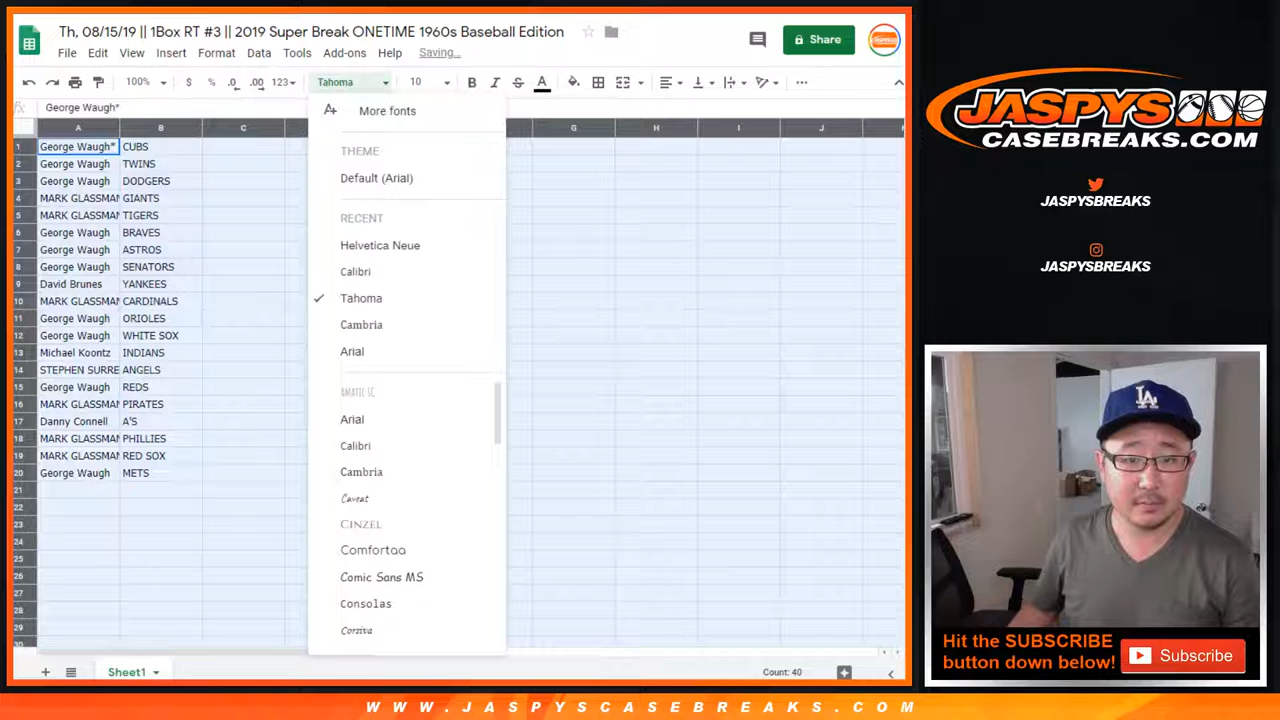 Th, 08/15/19 || 1Box RT #3 || 2019 Super Break ONETIME 1960s Baseball Edition
File Edit View Insert Format Data Tools Add-ons Help Saving...
Share
100% $ % .0 .00 123 Tahoma 10 B I S A
fx George Waugh*
A B C G H I J
1 George Waugh* CUBS
2 George Waugh TWINS
3 George Waugh DODGERS
4 MARK GLASSMAN GIANTS
5 MARK GLASSMAN TIGERS
6 George Waugh BRAVES
7 George Waugh ASTROS
8 George Waugh SENATORS
9 David Brunes YANKEES
10 MARK GLASSMAN CARDINALS
11 George Waugh ORIOLES
12 George Waugh WHITE SOX
13 Michael Koontz INDIANS
14 STEPHEN SURRE ANGELS
15 George Waugh REDS
16 MARK GLASSMAN PIRATES
17 Danny Connell A'S
18 MARK GLASSMAN PHILLIES
19 MARK GLASSMAN RED SOX
20 George Waugh METS
21
22
23
24
25
26
27
28
29
30
More fonts
THEME
Default (Arial)
RECENT
Helvetica Neue
Calibri
Tahoma
Cambria
Arial
AMATIC SC
Arial
Calibri
Cambria
Caveat
CINZEL
Comfortaa
Comic Sans MS
Consolas
Corsiva
Sheet1
Count: 40
JASPYS
CASEBREAKS.COM
JASPYSBREAKS
JASPYSBREAKS
LA
Hit the SUBSCRIBE
button down below!
Subscribe
WWW.JASPYSCASEBREAKS.COM